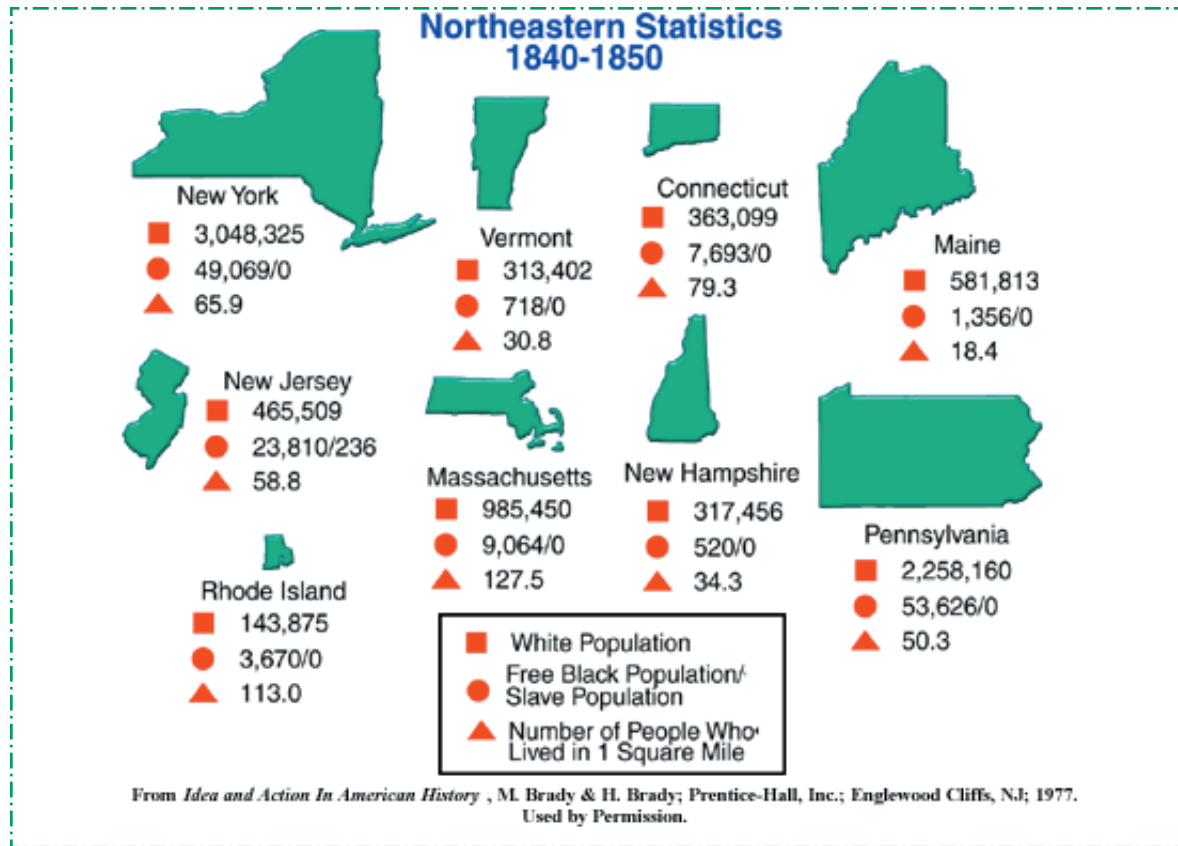 Northeastern Statistics
1840-1850
New York
3,048,325
49,069/0
65.9
Vermont
313,402
718/0
30.8
Connecticut
363,099
7,693/0
79.3
Maine
581,813
1,356/0
18.4
New Jersey
465,509
23,810/236
58.8
Massachusetts
985,450
9,064/0
127.5
New Hampshire
317,456
520/0
34.3
Pennsylvania
2,258,160
53,626/0
50.3
Rhode Island
143,875
3,670/0
113.0
White Population
Free Black Population/
Slave Population
Number of People Who
Lived in 1 Square Mile
From Idea and Action In American History , M. Brady & H. Brady; Prentice-Hall, Inc.; Englewood Cliffs, NJ; 1977.
Used by Permission.